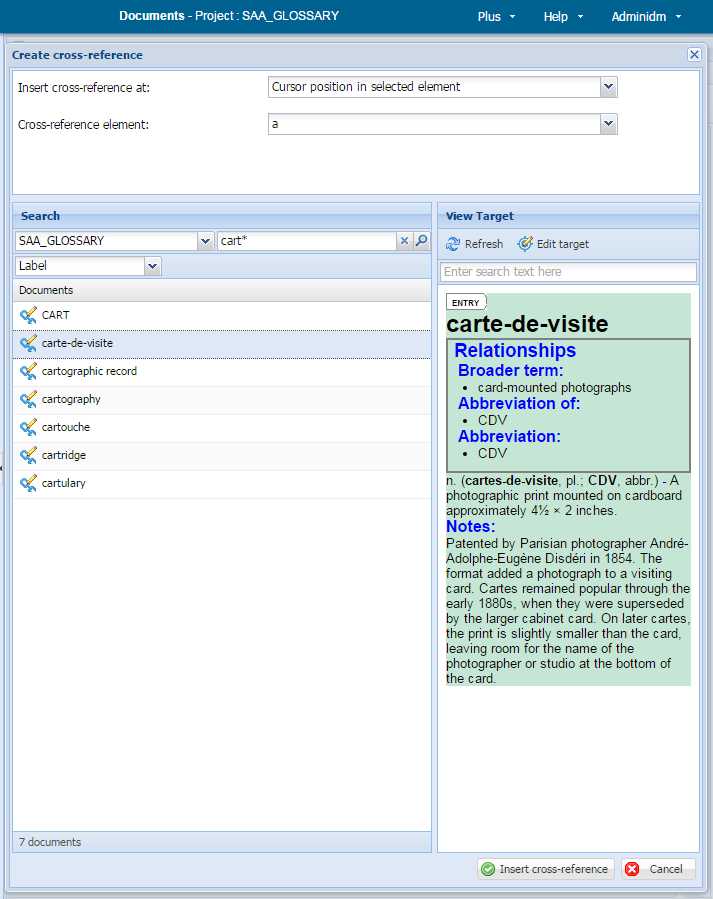 Documents - Project : SAA_GLOSSARY Plus Help Adminidm
Create cross-reference
Insert cross-reference at: Cursor position in selected element
Cross-reference element: a
Search
SAA_GLOSSARY cart*
Label
Documents
CART
carte-de-visite
cartographic record
cartography
cartouche
cartridge
cartulary
7 documents
View Target
Refresh Edit target
Enter search text here
ENTRY
carte-de-visite
Relationships
Broader term:
• card-mounted photographs
Abbreviation of:
• CDV
Abbreviation:
• CDV
n. (cartes-de-visite, pl.; CDV, abbr.) - A
photographic print mounted on cardboard
approximately 4½ × 2 inches.
Notes:
Patented by Parisian photographer André-
Adolphe-Eugène Disdéri in 1854. The
format added a photograph to a visiting
card. Cartes remained popular through the
early 1880s, when they were superseded
by the larger cabinet card. On later cartes,
the print is slightly smaller than the card,
leaving room for the name of the
photographer or studio at the bottom of
the card.
Insert cross-reference Cancel